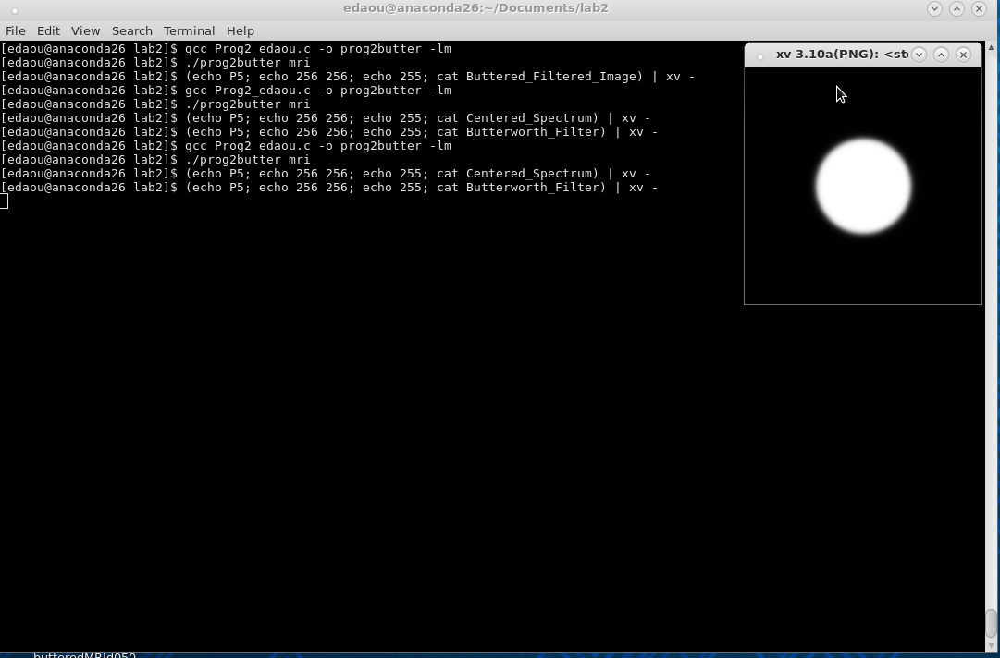 edaou@anaconda26:~/Documents/lab2
File Edit View Search Terminal Help
[edaou@anaconda26 lab2]$ gcc Prog2_edaou.c -o prog2butter -lm
[edaou@anaconda26 lab2]$ ./prog2butter mri
[edaou@anaconda26 lab2]$ (echo P5; echo 256 256; echo 255; cat Buttered_Filtered_Image) | xv -
[edaou@anaconda26 lab2]$ gcc Prog2_edaou.c -o prog2butter -lm
[edaou@anaconda26 lab2]$ ./prog2butter mri
[edaou@anaconda26 lab2]$ (echo P5; echo 256 256; echo 255; cat Centered_Spectrum) | xv -
[edaou@anaconda26 lab2]$ (echo P5; echo 256 256; echo 255; cat Butterworth_Filter) | xv -
[edaou@anaconda26 lab2]$ gcc Prog2_edaou.c -o prog2butter -lm
[edaou@anaconda26 lab2]$ ./prog2butter mri
[edaou@anaconda26 lab2]$ (echo P5; echo 256 256; echo 255; cat Centered_Spectrum) | xv -
[edaou@anaconda26 lab2]$ (echo P5; echo 256 256; echo 255; cat Butterworth_Filter) | xv -
xv 3.10a(PNG): <st
butteredMRId050